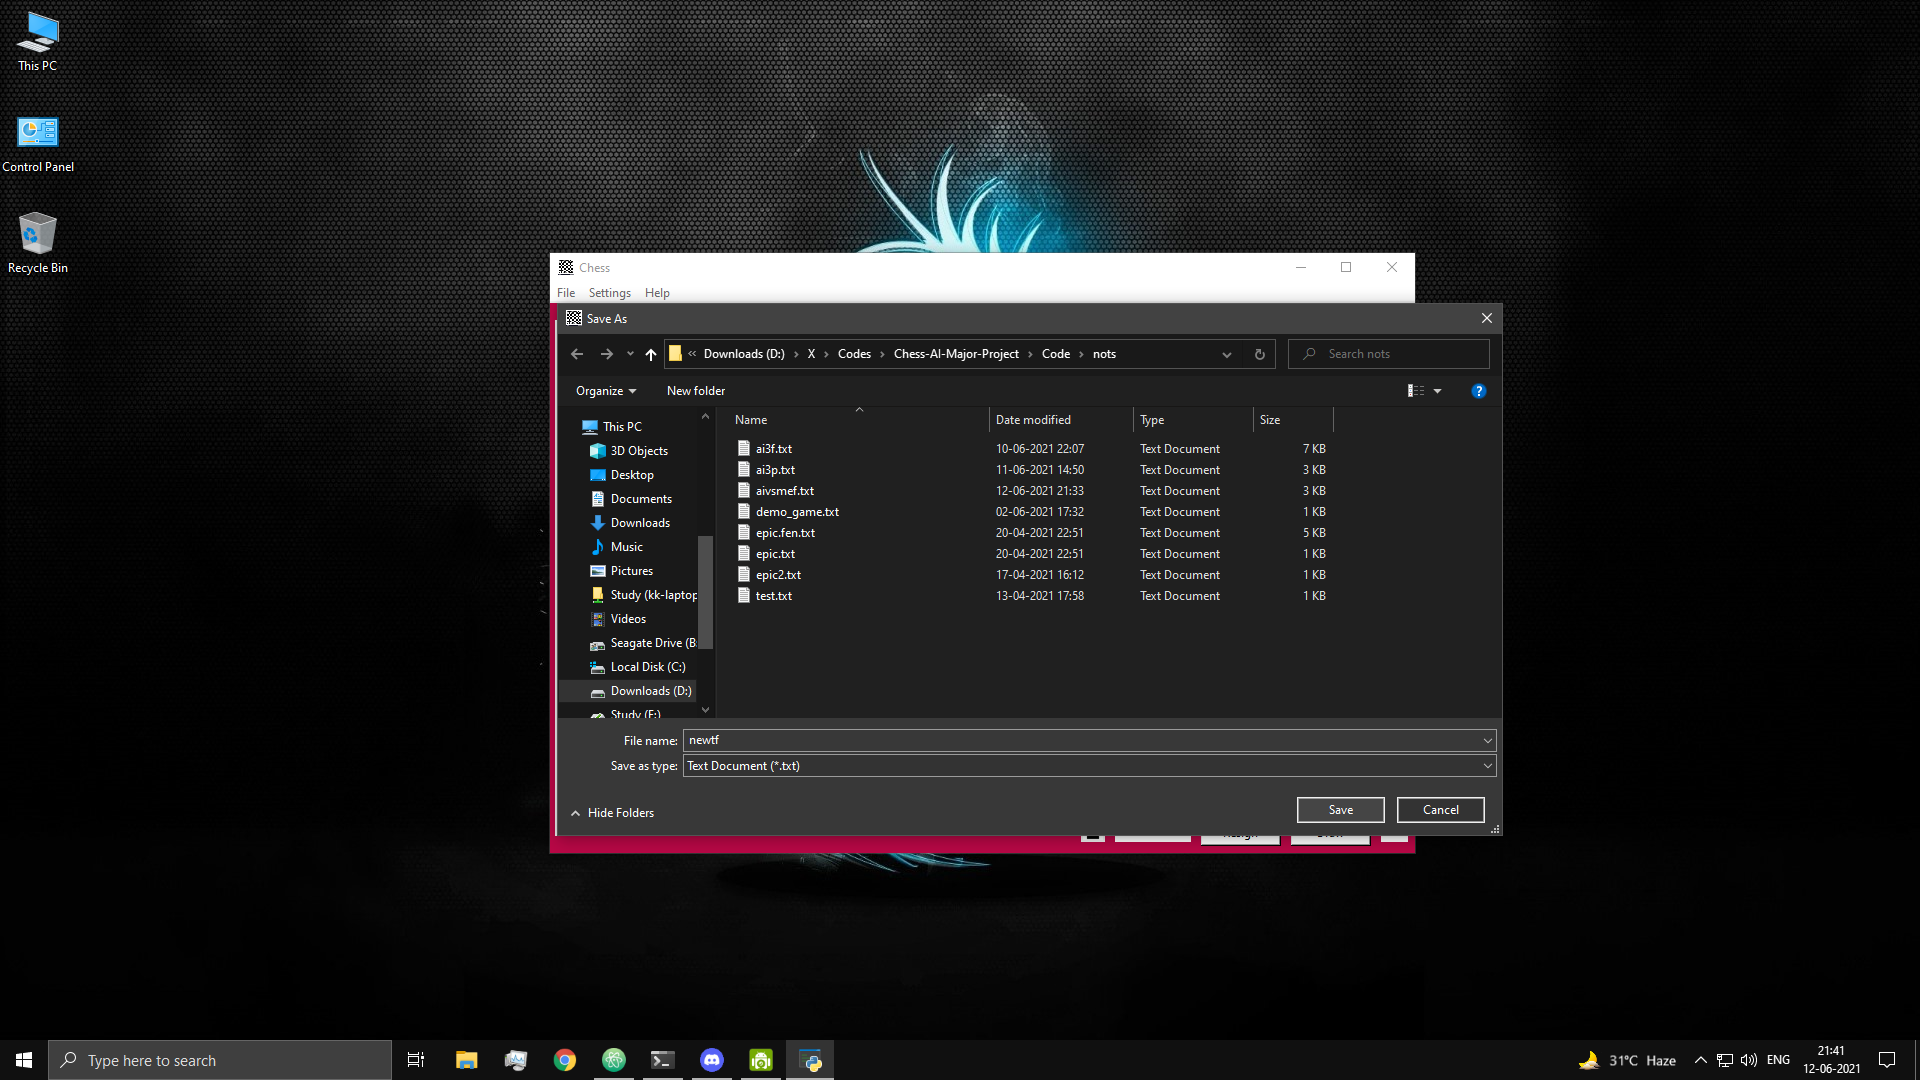 This PC
Control Panel
Recycle Bin
Chess
File Settings Help
Save As
« Downloads (D:) › X › Codes › Chess-AI-Major-Project › Code › nots
Search nots
Organize New folder
?
This PC
3D Objects
Desktop
Documents
Downloads
Music
Pictures
Study (kk-laptop
Videos
Seagate Drive (B:
Local Disk (C:)
Downloads (D:)
Study (E:)
Name Date modified Type Size
ai3f.txt 10-06-2021 22:07 Text Document 7 KB
ai3p.txt 11-06-2021 14:50 Text Document 3 KB
aivsmef.txt 12-06-2021 21:33 Text Document 3 KB
demo_game.txt 02-06-2021 17:32 Text Document 1 KB
epic.fen.txt 20-04-2021 22:51 Text Document 5 KB
epic.txt 20-04-2021 22:51 Text Document 1 KB
epic2.txt 17-04-2021 16:12 Text Document 1 KB
test.txt 13-04-2021 17:58 Text Document 1 KB
File name: newtf
Save as type: Text Document (*.txt)
Hide Folders
Save Cancel
Type here to search
31°C Haze
ENG
21:41
12-06-2021